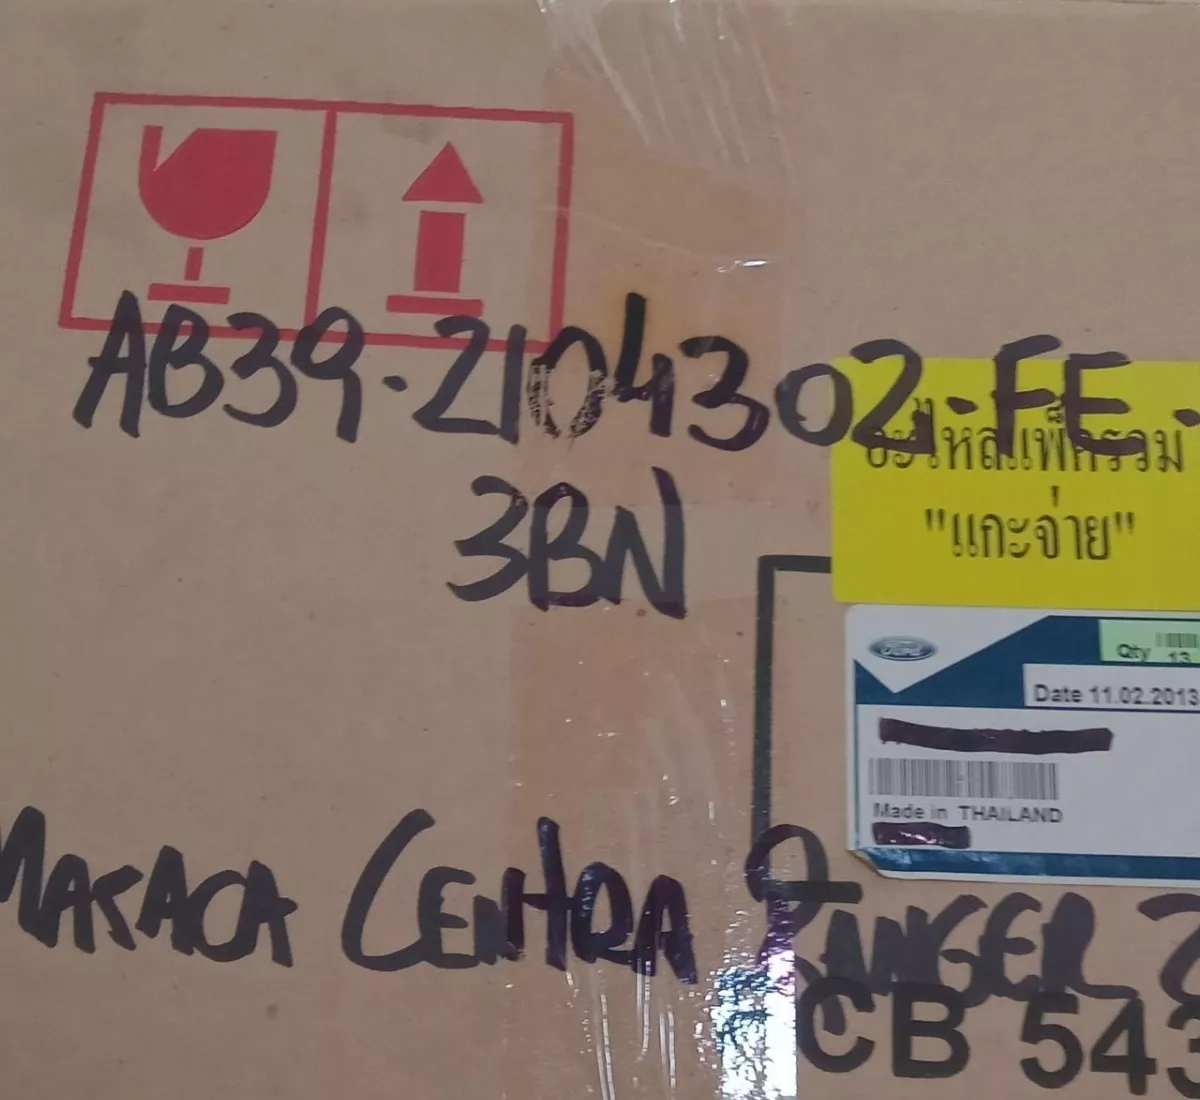 AB39-2104302-FE-
3BN
อะไหล่แพ็ครวม
"แกะจ่าย"
Ford
Qty 13
Date 11.02.2013
Made in THAILAND
MASACA CENTRA RANGER
CB 543